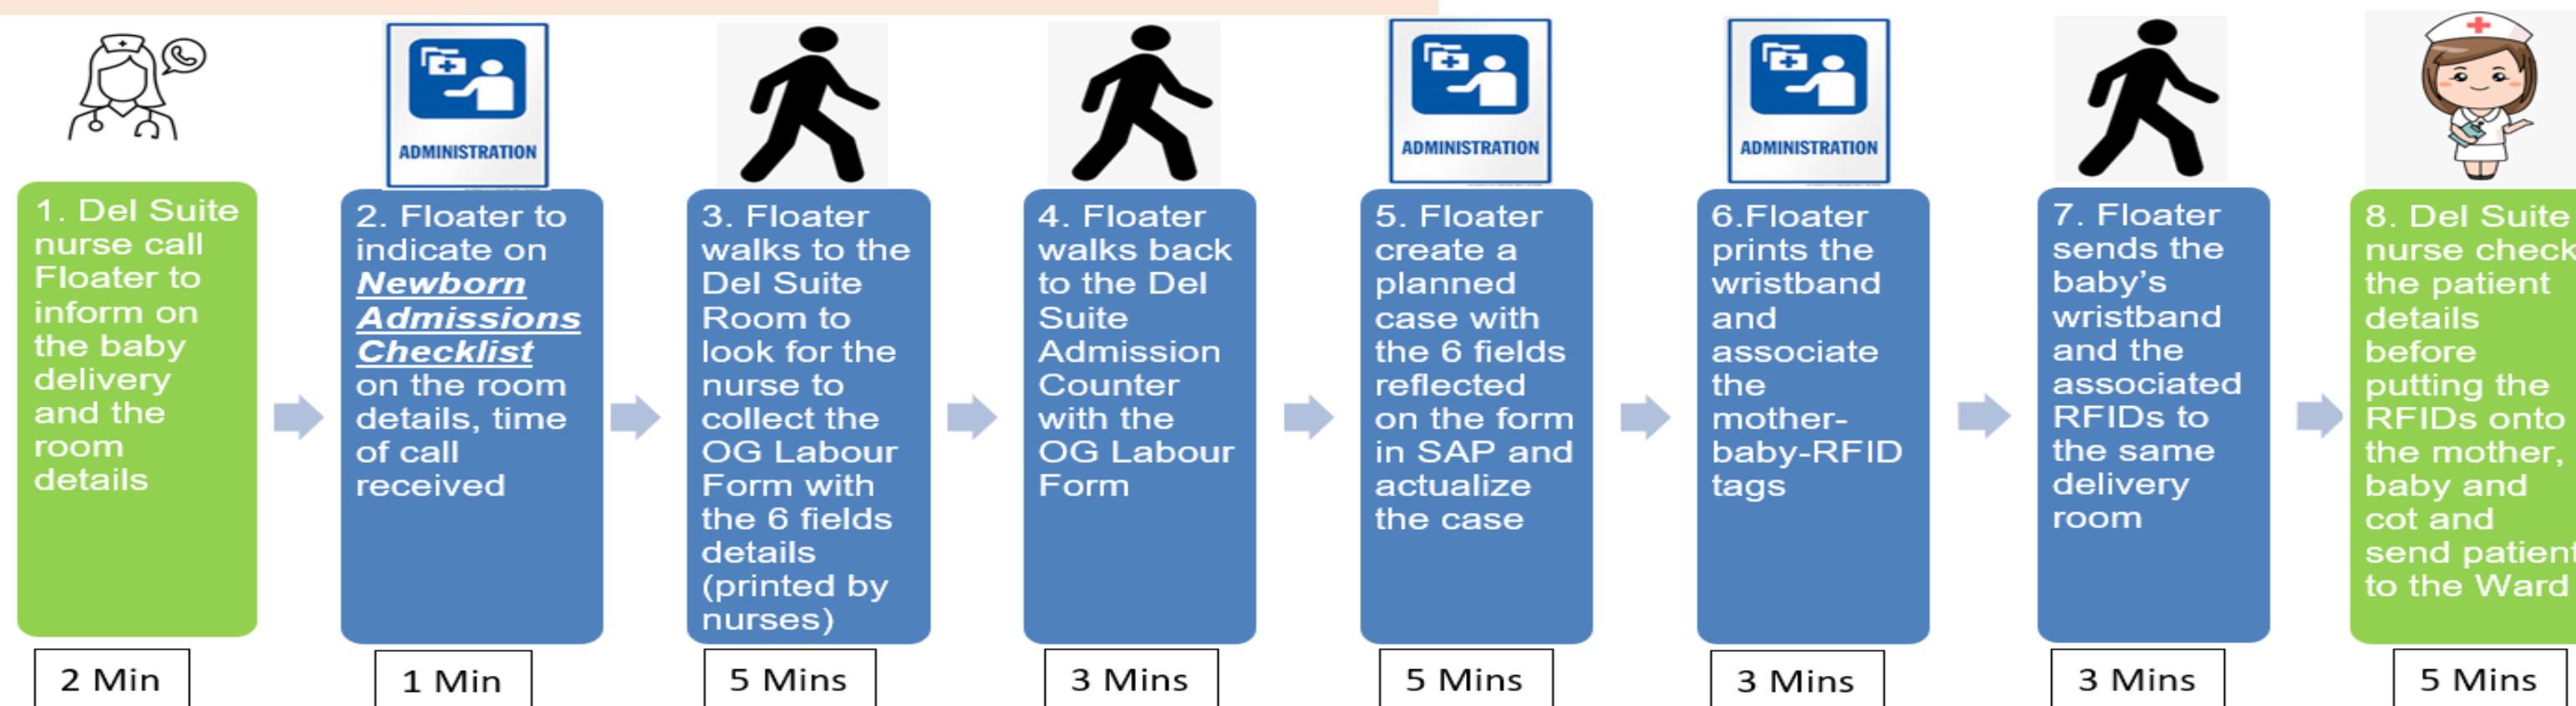 ADMINISTRATION
ADMINISTRATION
ADMINISTRATION
1. Del Suite
nurse call
Floater to
inform on
the baby
delivery
and the
room
details
2. Floater to
indicate on
Newborn
Admissions
Checklist
on the room
details, time
of call
received
3. Floater
walks to the
Del Suite
Room to
look for the
nurse to
collect the
OG Labour
Form with
the 6 fields
details
(printed by
nurses)
4. Floater
walks back
to the Del
Suite
Admission
Counter
with the
OG Labour
Form
5. Floater
create a
planned
case with
the 6 fields
reflected
on the form
in SAP and
actualize
the case
6.Floater
prints the
wristband
and
associate
the
mother-
baby-RFID
tags
7. Floater
sends the
baby’s
wristband
and the
associated
RFIDs to
the same
delivery
room
8. Del Suite
nurse check
the patient
details
before
putting the
RFIDs onto
the mother,
baby and
cot and
send patient
to the Ward
2 Min
1 Min
5 Mins
3 Mins
5 Mins
3 Mins
3 Mins
5 Mins